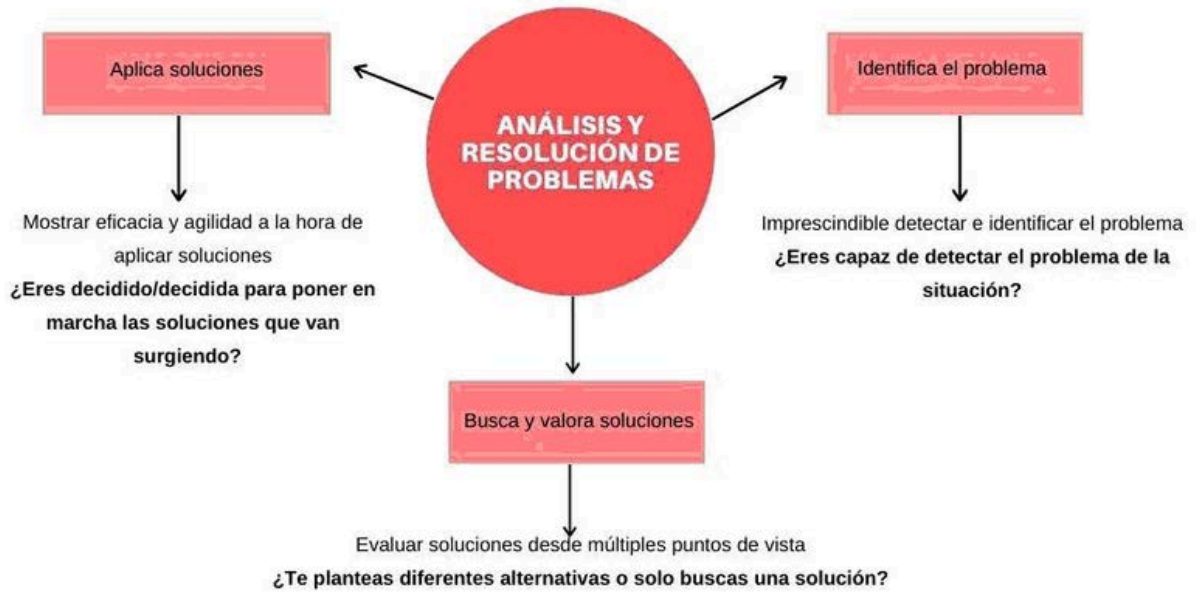 Aplica soluciones
Mostrar eficacia y agilidad a la hora de
aplicar soluciones
¿Eres decidido/decidida para poner en
marcha las soluciones que van
surgiendo?
ANÁLISIS Y
RESOLUCIÓN DE
PROBLEMAS
Identifica el problema
Imprescindible detectar e identificar el problema
¿Eres capaz de detectar el problema de la
situación?
Busca y valora soluciones
Evaluar soluciones desde múltiples puntos de vista
¿Te planteas diferentes alternativas o solo buscas una solución?